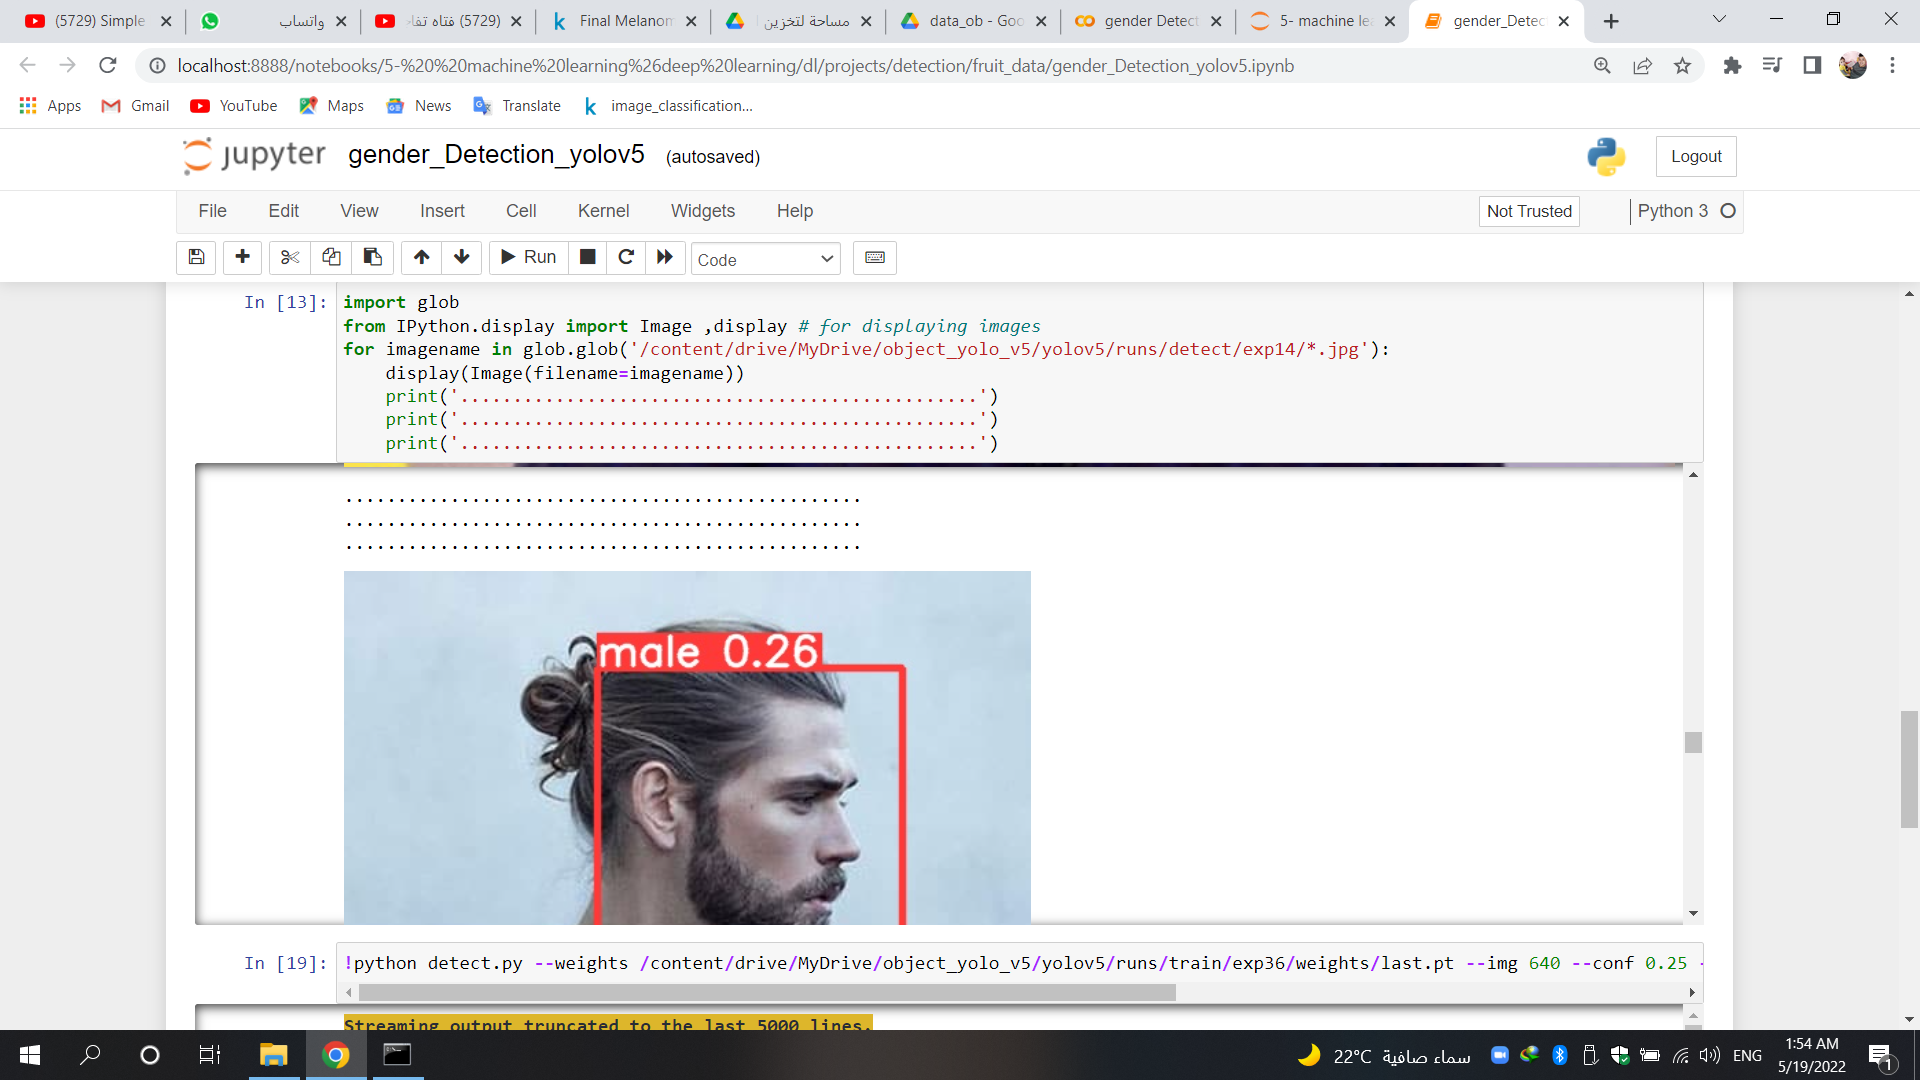 (5729) Simple
واتساب
(5729) فتاه تفا
Final Melanom
مساحة لتخزين
data_ob - Goo
gender Detect
5- machine le
gender_Detec
localhost:8888/notebooks/5-%20%20machine%20learning%26deep%20learning/dl/projects/detection/fruit_data/gender_Detection_yolov5.ipynb
Apps
Gmail
YouTube
Maps
News
Translate
image_classification...
jupyter
gender_Detection_yolov5 (autosaved)
Logout
File Edit View Insert Cell Kernel Widgets Help
Not Trusted
Python 3
Run
Code
In [13]:
import glob
from IPython.display import Image ,display # for displaying images
for imagename in glob.glob('/content/drive/MyDrive/object_yolo_v5/yolov5/runs/detect/exp14/*.jpg'):
    display(Image(filename=imagename))
    print('.................................................')
    print('.................................................')
    print('.................................................')
.................................................
.................................................
.................................................
male 0.26
In [19]:
!python detect.py --weights /content/drive/MyDrive/object_yolo_v5/yolov5/runs/train/exp36/weights/last.pt --img 640 --conf 0.25 -
Streaming output truncated to the last 5000 lines.
22°C سماء صافية
ENG
1:54 AM
5/19/2022
1